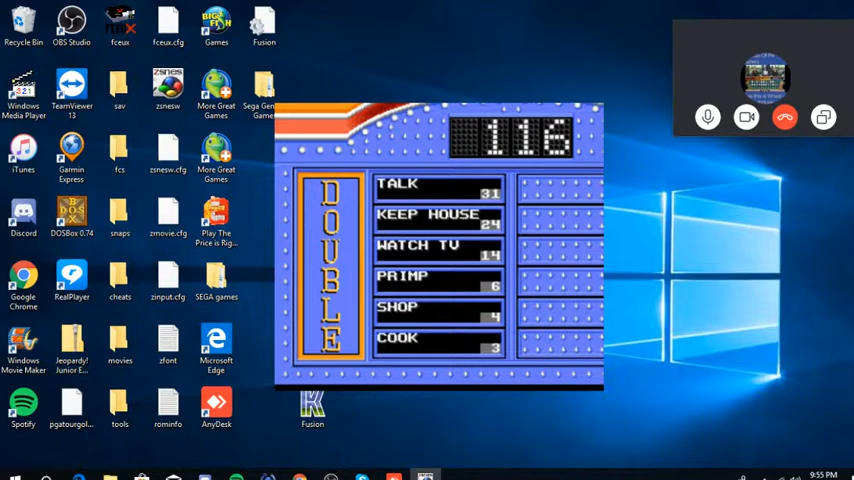 Recycle Bin
OBS Studio
fceux
fceux.cfg
Games
Fusion
Windows
Media Player
TeamViewer
13
sav
zsnesw
More Great
Games
Sega Gen
Games
iTunes
Garmin
Express
fcs
zsnesw.cfg
More Great
Games
Discord
DOSBox 0.74
snaps
zmovie.cfg
Play The
Price is Rig...
Google
Chrome
RealPlayer
cheats
zinput.cfg
SEGA games
Windows
Movie Maker
Jeopardy!
Junior E...
movies
zfont
Microsoft
Edge
Spotify
pgatourgol...
tools
rominfo
AnyDesk
Fusion
116
DOUBLE
TALK 31
KEEP HOUSE 24
WATCH TV 14
PRIMP 6
SHOP 4
COOK 3
9:55 PM